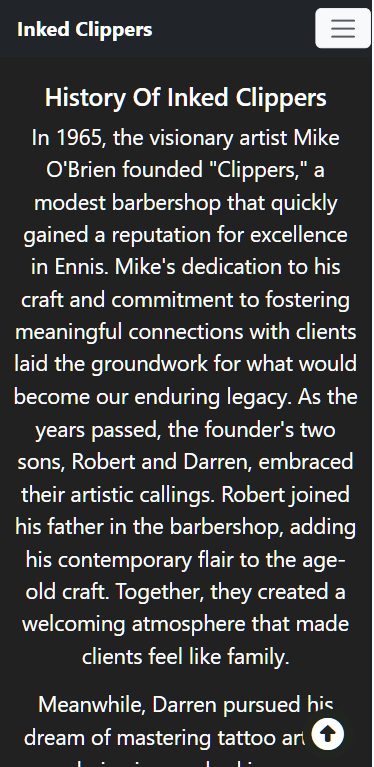 Inked Clippers
History Of Inked Clippers
In 1965, the visionary artist Mike
O'Brien founded "Clippers," a
modest barbershop that quickly
gained a reputation for excellence
in Ennis. Mike's dedication to his
craft and commitment to fostering
meaningful connections with clients
laid the groundwork for what would
become our enduring legacy. As the
years passed, the founder's two
sons, Robert and Darren, embraced
their artistic callings. Robert joined
his father in the barbershop, adding
his contemporary flair to the age-
old craft. Together, they created a
welcoming atmosphere that made
clients feel like family.
Meanwhile, Darren pursued his
dream of mastering tattoo